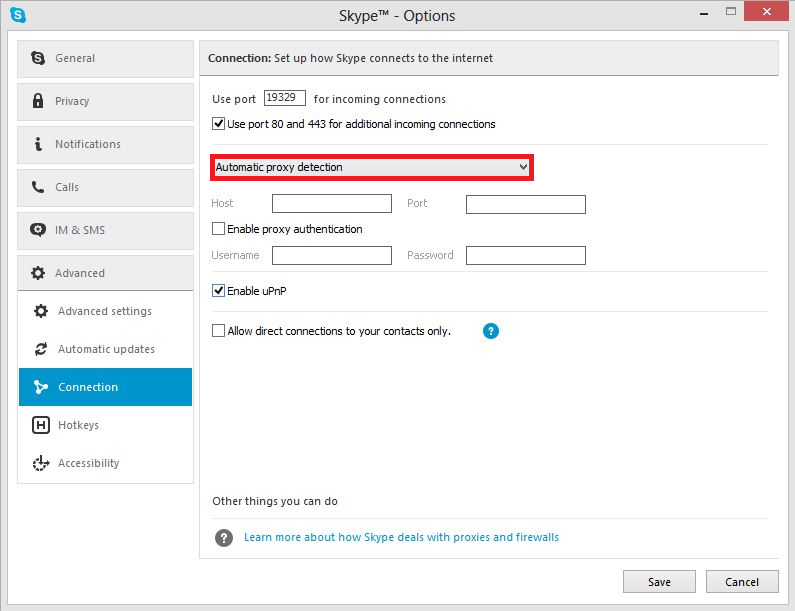 Skype™ - Options
General
Privacy
Notifications
Calls
IM & SMS
Advanced
Advanced settings
Automatic updates
Connection
Hotkeys
Accessibility
Connection: Set up how Skype connects to the internet
Use port 19329 for incoming connections
Use port 80 and 443 for additional incoming connections
Automatic proxy detection
Host Port
Enable proxy authentication
Username Password
Enable uPnP
Allow direct connections to your contacts only. ?
Other things you can do
? Learn more about how Skype deals with proxies and firewalls
Save Cancel